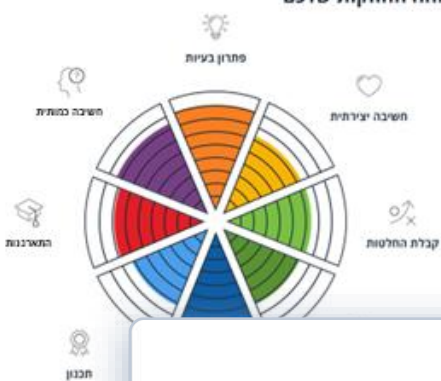 פתרון בעיות
חשיבה כמותית
חשיבה יצירתית
התארגנות
קבלת החלטות
תכנון